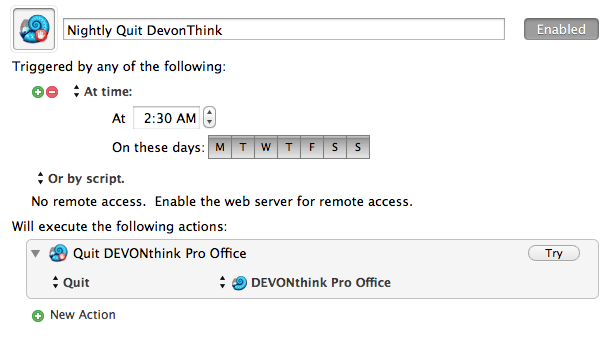 Nightly Quit DevonThink
Enabled
Triggered by any of the following:
At time:
At 2:30 AM
On these days: M T W T F S S
Or by script.
No remote access. Enable the web server for remote access.
Will execute the following actions:
Quit DEVONthink Pro Office
Try
Quit DEVONthink Pro Office
New Action